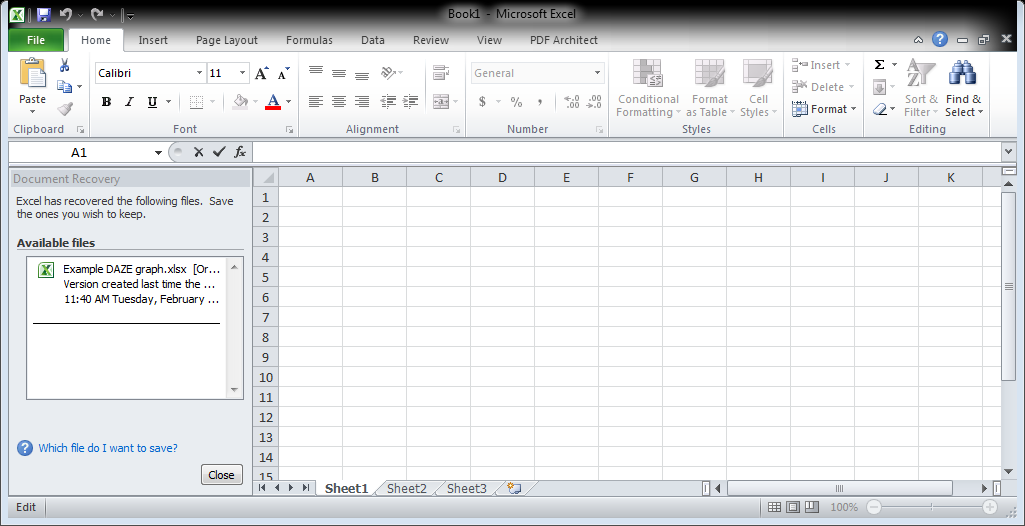 Book1 - Microsoft Excel
File Home Insert Page Layout Formulas Data Review View PDF Architect
Calibri 11 General Insert Σ
Paste B I U A $ % , Conditional Formatting Format as Table Cell Styles Delete Sort & Filter Find & Select
Format
Clipboard Font Alignment Number Styles Cells Editing
A1 fx
Document Recovery
Excel has recovered the following files. Save
the ones you wish to keep.
Available files
Example DAZE graph.xlsx [Or...
Version created last time the ...
11:40 AM Tuesday, February ...
Which file do I want to save?
Close
A B C D E F G H I J K
1
2
3
4
5
6
7
8
9
10
11
12
13
14
15
Sheet1 Sheet2 Sheet3
Edit 100%